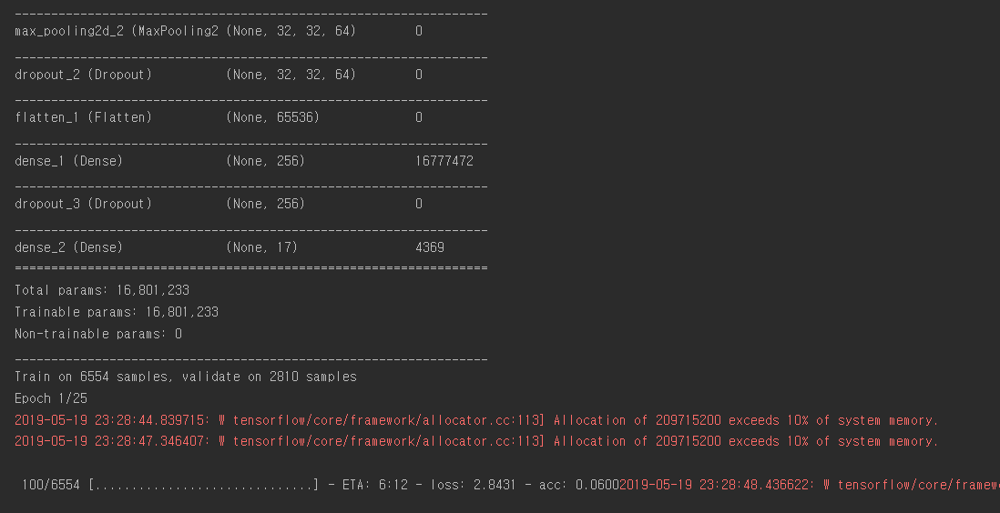 _________________________________________________________________
max_pooling2d_2 (MaxPooling2 (None, 32, 32, 64)        0
_________________________________________________________________
dropout_2 (Dropout)          (None, 32, 32, 64)        0
_________________________________________________________________
flatten_1 (Flatten)          (None, 65536)             0
_________________________________________________________________
dense_1 (Dense)              (None, 256)               16777472
_________________________________________________________________
dropout_3 (Dropout)          (None, 256)               0
_________________________________________________________________
dense_2 (Dense)              (None, 17)                4369
=================================================================
Total params: 16,801,233
Trainable params: 16,801,233
Non-trainable params: 0
_________________________________________________________________
Train on 6554 samples, validate on 2810 samples
Epoch 1/25
2019-05-19 23:28:44.839715: W tensorflow/core/framework/allocator.cc:113] Allocation of 209715200 exceeds 10% of system memory.
2019-05-19 23:28:47.346407: W tensorflow/core/framework/allocator.cc:113] Allocation of 209715200 exceeds 10% of system memory.
 100/6554 [..............................] - ETA: 6:12 - loss: 2.8431 - acc: 0.06002019-05-19 23:28:48.436622: W tensorflow/core/framew